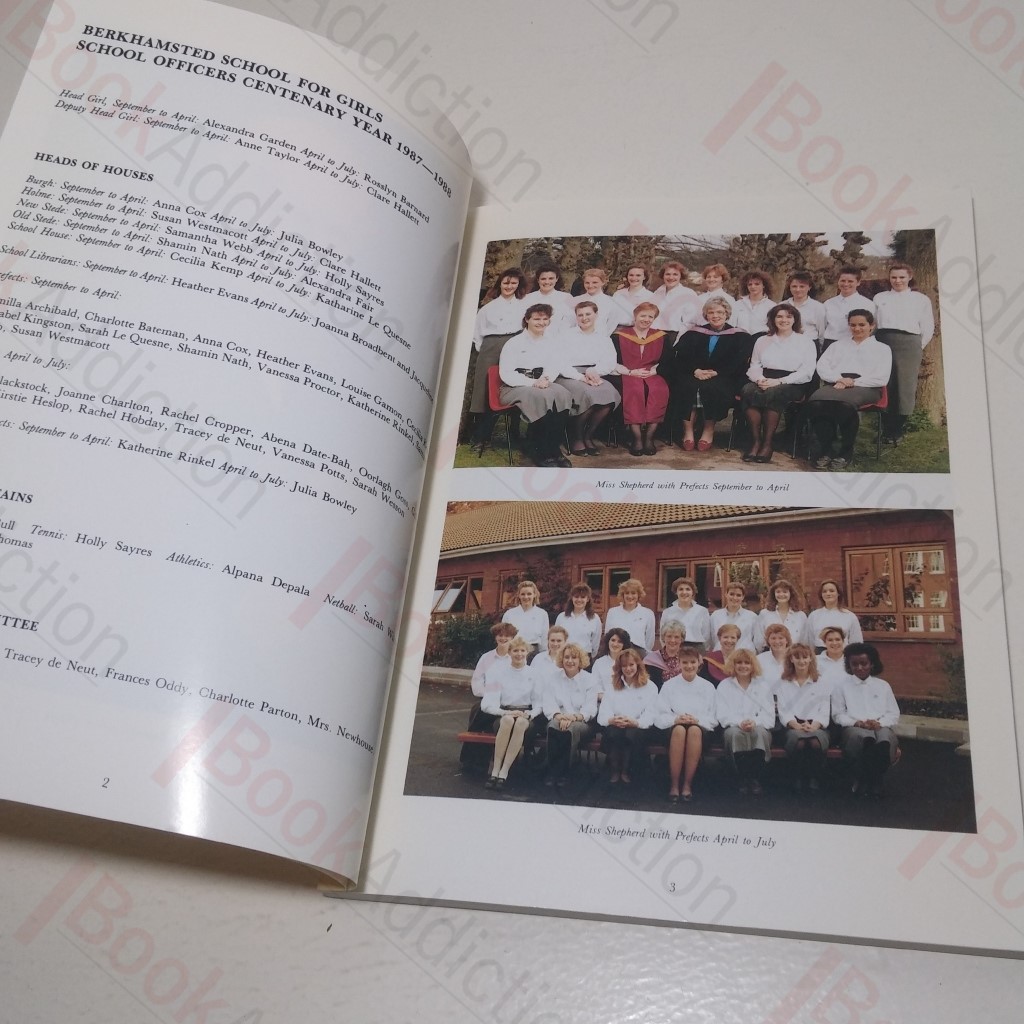 BERKHAMSTED SCHOOL FOR GIRLS
SCHOOL OFFICERS CENTENARY YEAR 1987—1988
Head Girl, September to April: Alexandra Garden April to July: Rosslyn Barnard
Deputy Head Girl: September to April: Anne Taylor April to July: Clare Hallett
HEADS OF HOUSES
Burgh: September to April: Anna Cox April to July: Julia Bowley
Holme: September to April: Susan Westmacott April to July: Clare Hallett
New Stede: September to April: Samantha Webb April to July: Holly Sayres
Old Stede: September to April: Shamin Nath April to July: Alexandra Fair
School House: September to April: Cecilia Kemp April to July: Katharine Le Quesne
School Librarians: September to April: Heather Evans April to July: Joanna Broadbent and
September to April:
Archibald, Charlotte Bateman, Anna Cox, Heather Evans, Louise Gamon,
Kingston, Sarah Le Quesne, Shamin Nath, Vanessa Proctor, Katherine Rinkel,
Susan Westmacott
April to July:
Joanne Charlton, Rachel Cropper, Abena Date-Bah, Oorlagh
Heslop, Rachel Hobday, Tracey de Neut, Vanessa Potts, Sarah Wesson
September to April: Katherine Rinkel April to July: Julia Bowley
Tennis: Holly Sayres Athletics: Alpana Depala Netball: Sarah
Tracey de Neut, Frances Oddy, Charlotte Parton, Mrs. Newhouse
2
Miss Shepherd with Prefects September to April
Miss Shepherd with Prefects April to July
3
BookAddiction